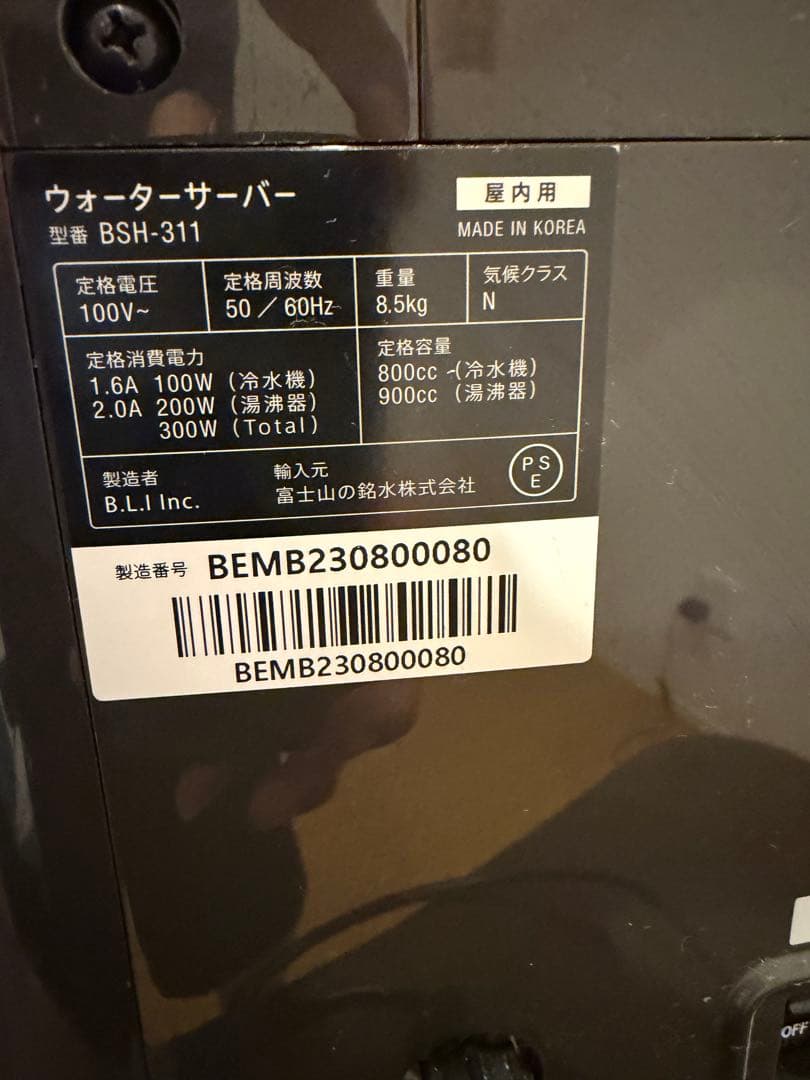 ウォーターサーバー
屋内用
型番 BSH-311
MADE IN KOREA
定格電圧
100V~
定格周波数
50 / 60Hz
重量
8.5kg
気候クラス
N
定格消費電力
1.6A 100W (冷水機)
2.0A 200W (湯沸器)
300W (Total)
定格容量
800cc (冷水機)
900cc (湯沸器)
製造者
B.L.I Inc.
輸入元
富士山の銘水株式会社
PS
E
製造番号 BEMB230800080
BEMB230800080
OFF